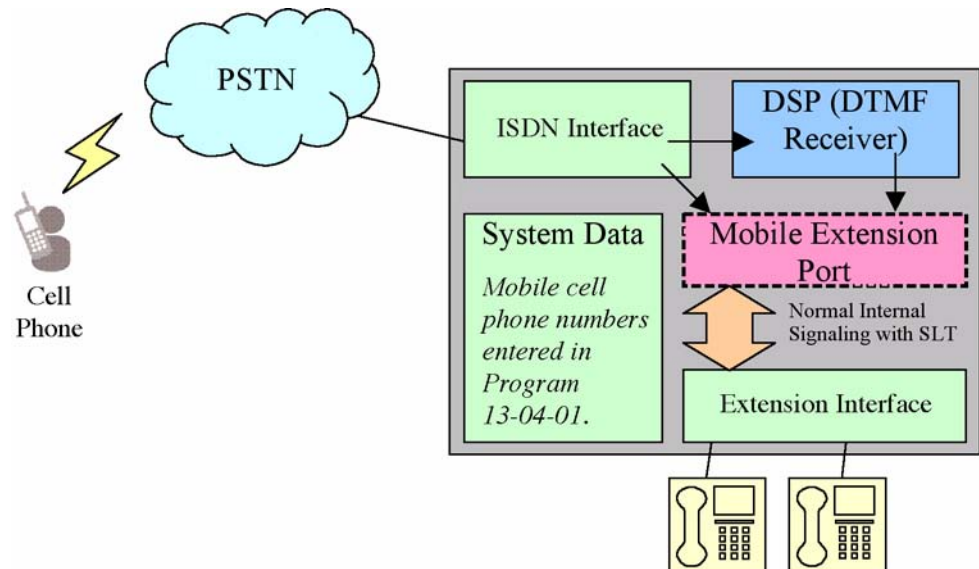 PSTN
ISDN Interface
DSP (DTMF
Receiver)
Cell
Phone
System Data
Mobile cell
phone numbers
entered in
Program
13-04-01.
Mobile Extension
Port
Normal Internal
Signaling with SLT
Extension Interface